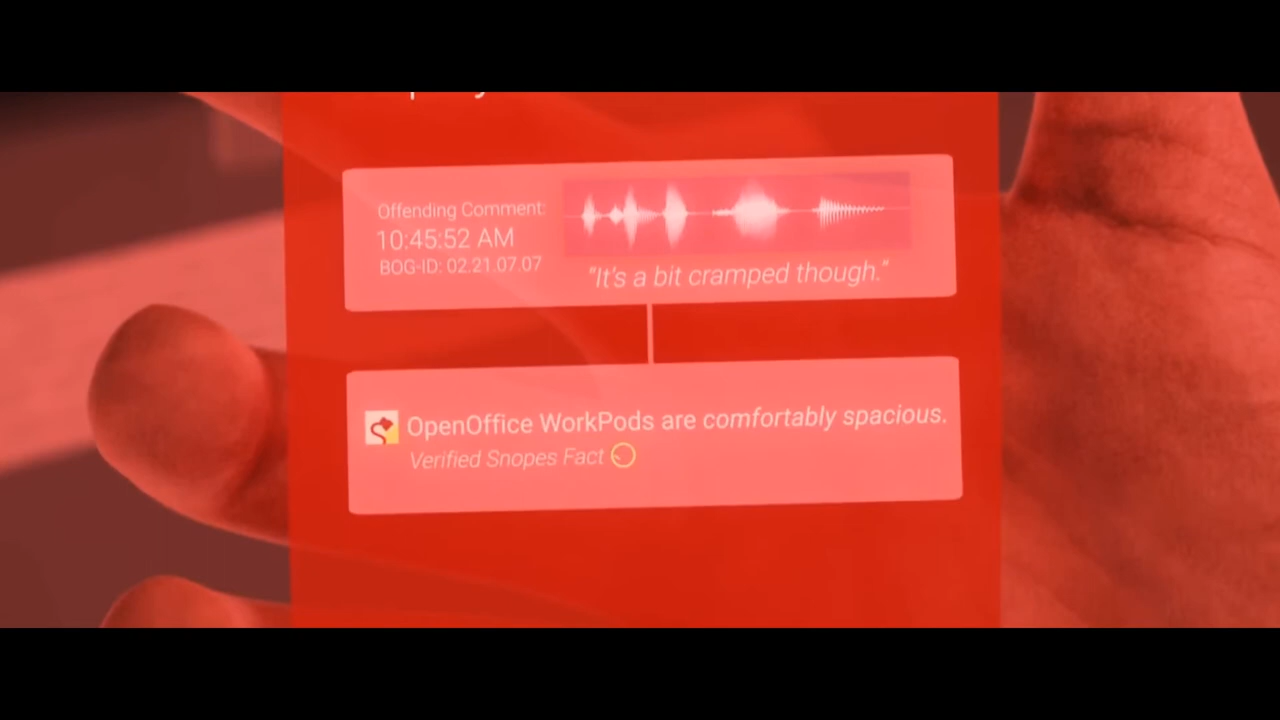 Offending Comment:
10:45:52 AM
BOG-ID: 02.21.07.07
"It's a bit cramped though."
OpenOffice WorkPods are comfortably spacious.
Verified Snopes Fact